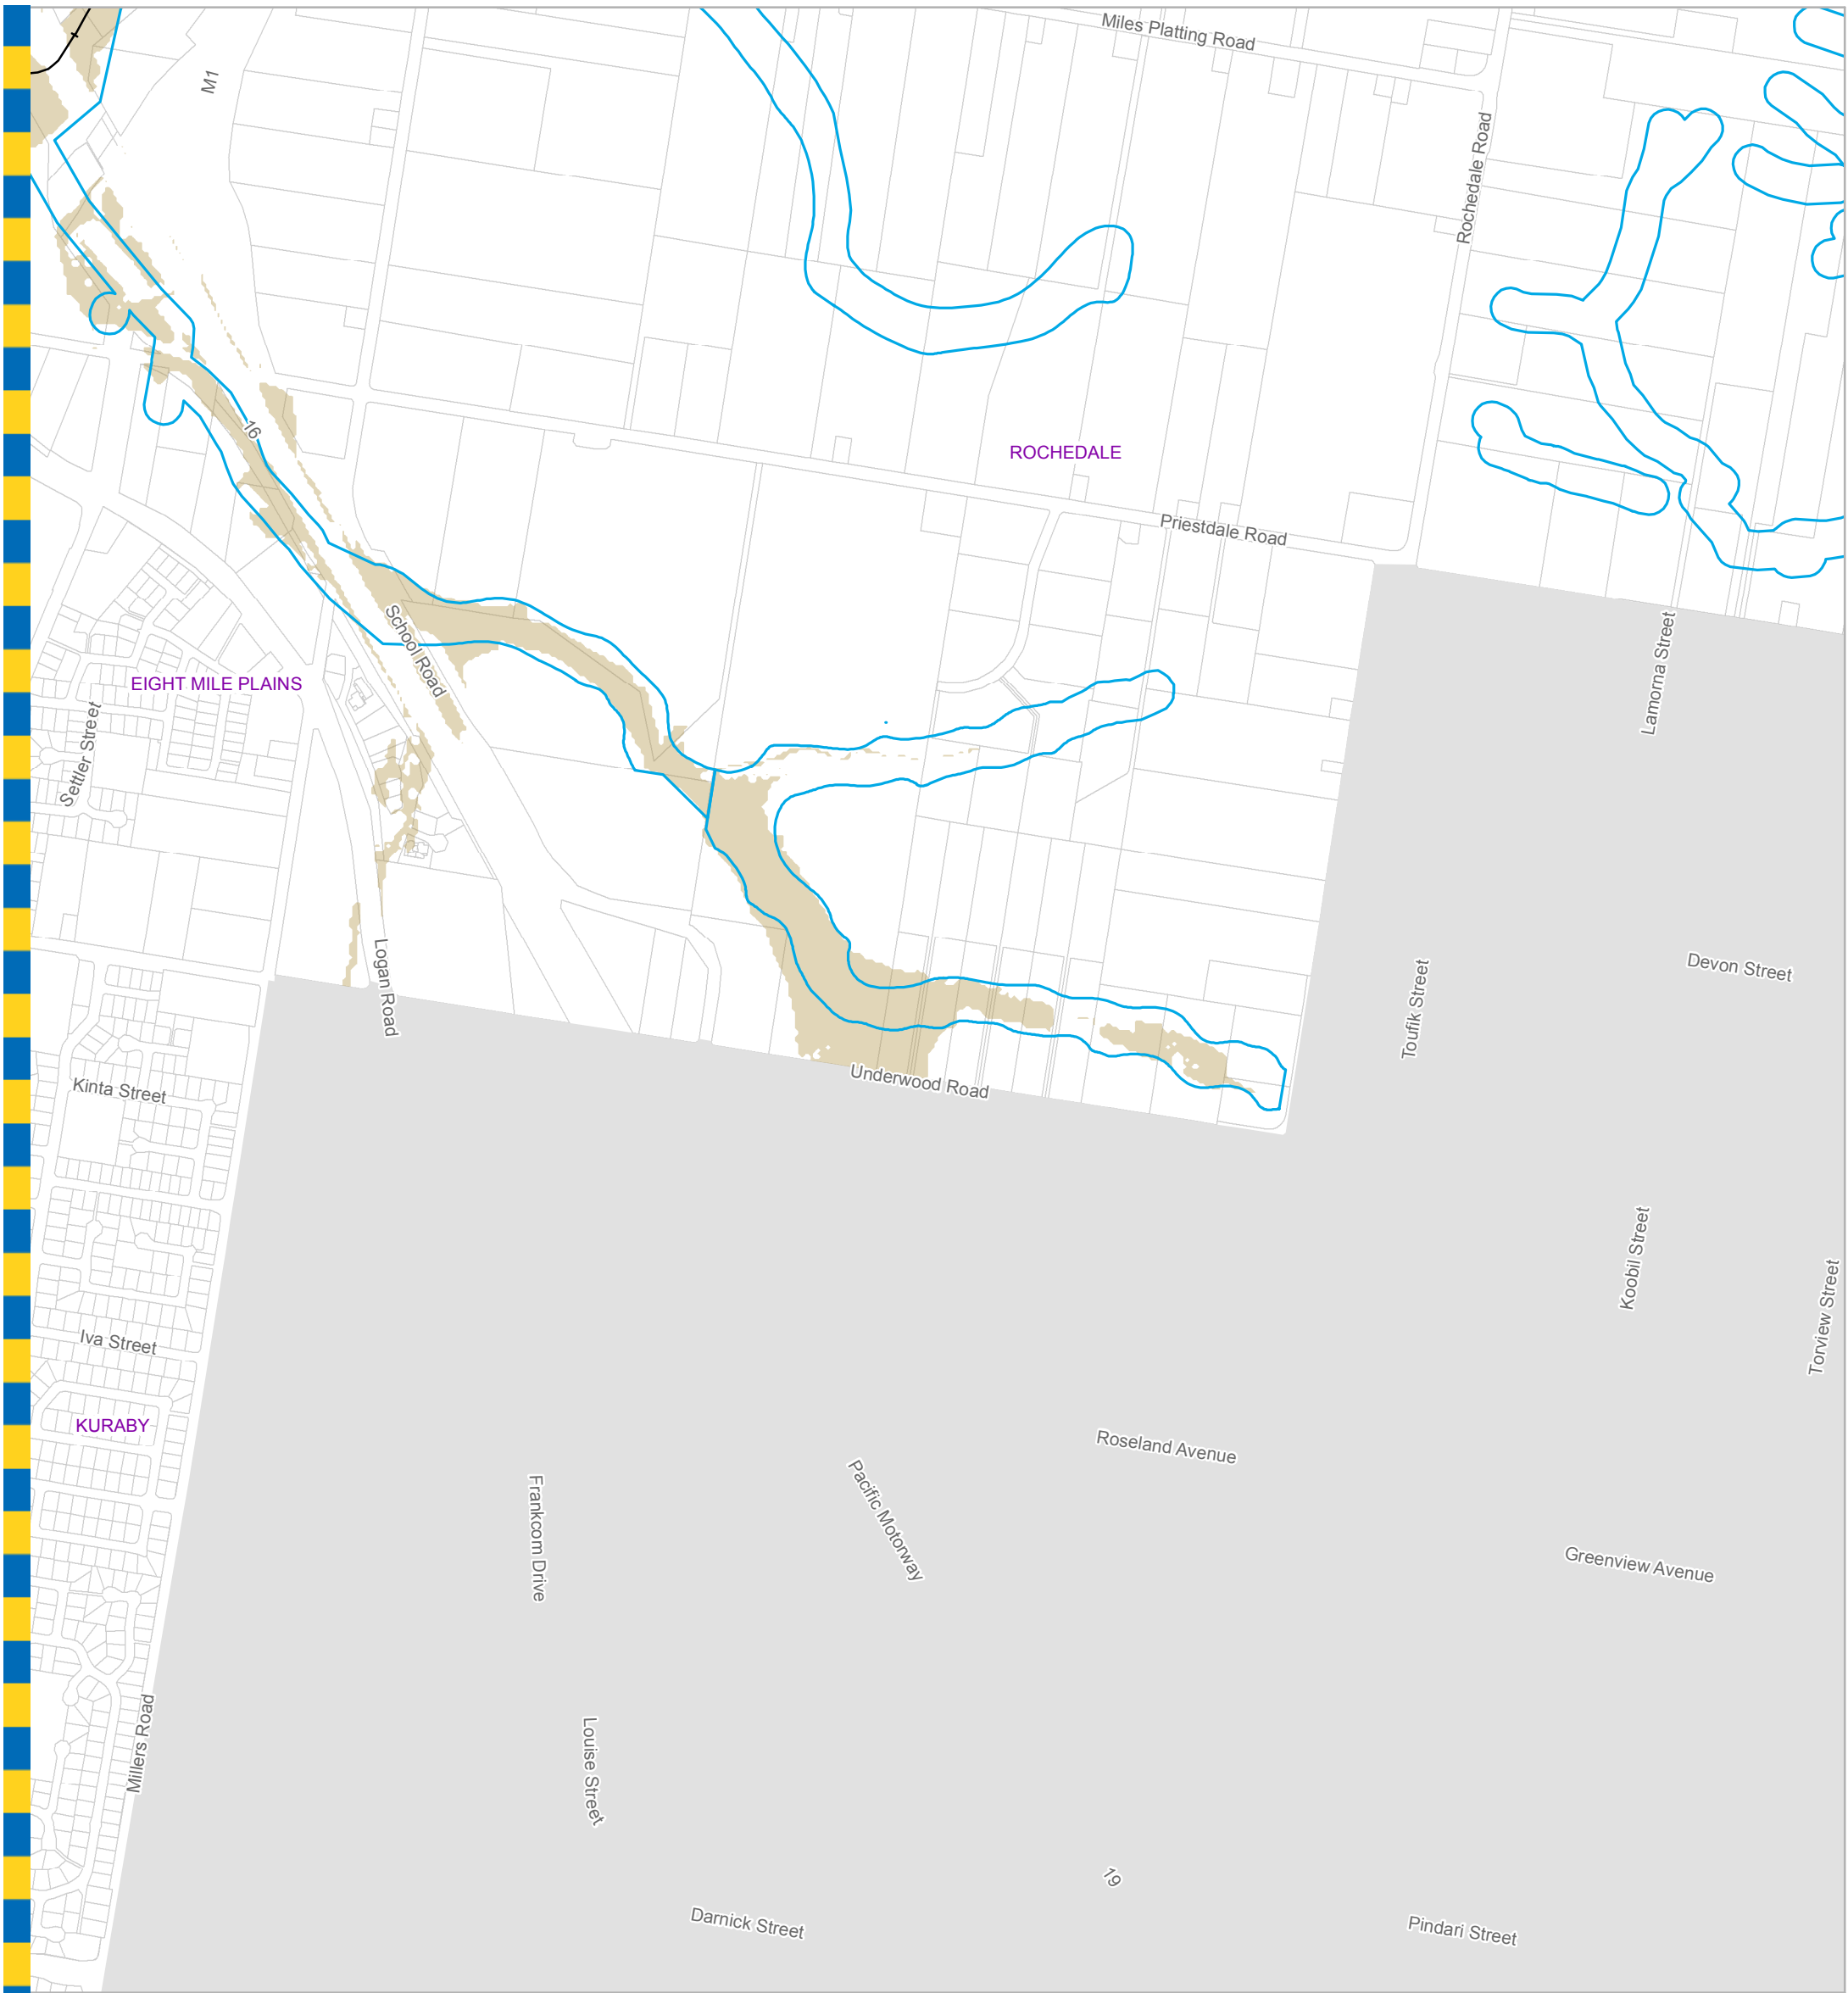 Miles Platting Road
M1
Rochedale Road
16
ROCHEDALE
Priestdale Road
School Road
Lamorna Street
EIGHT MILE PLAINS
Settler Street
Logan Road
Devon Street
Toufik Street
Underwood Road
Kinta Street
Koobil Street
Torview Street
Iva Street
KURABY
Roseland Avenue
Pacific Motorway
Frankcom Drive
Greenview Avenue
Millers Road
Louise Street
19
Darnick Street
Pindari Street